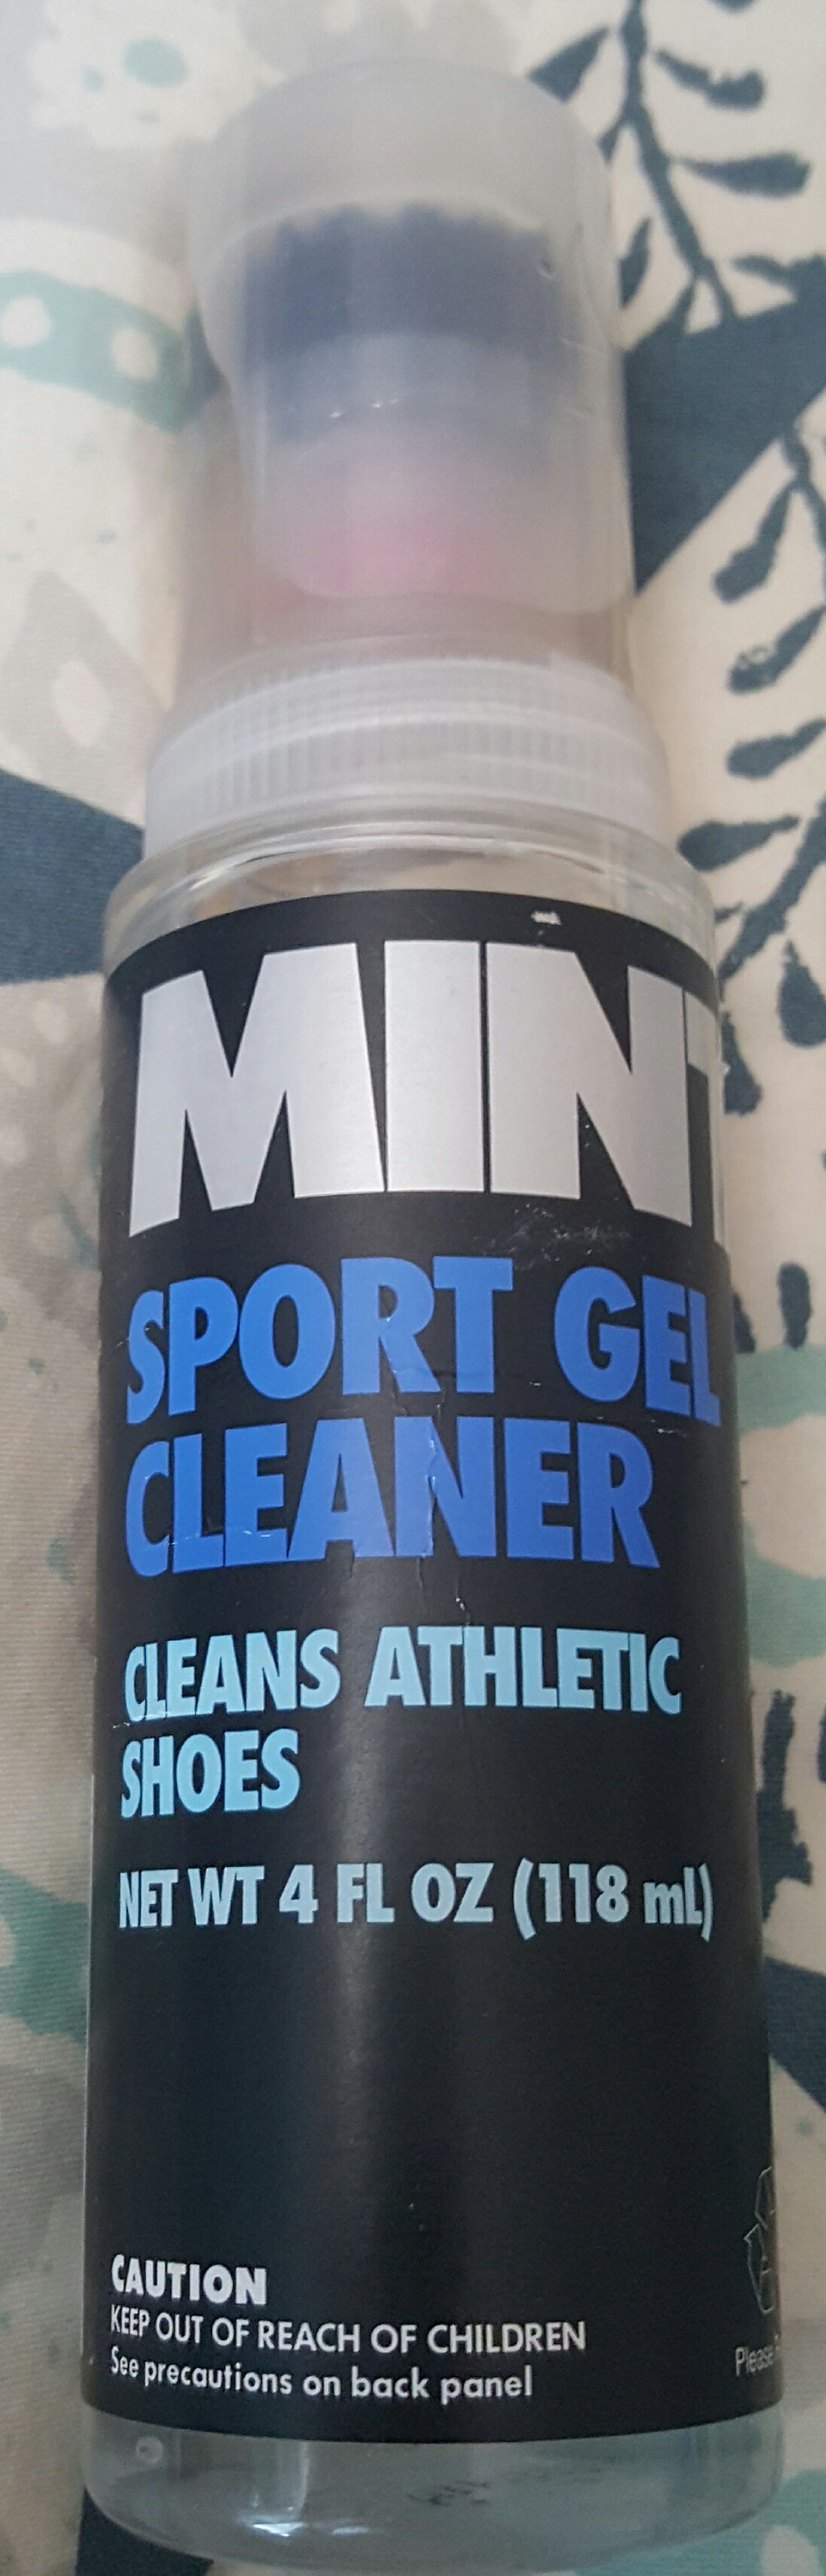 MINT
SPORT GEL
CLEANER
CLEANS ATHLETIC
SHOES
NET WT 4 FL OZ (118 mL)
CAUTION
KEEP OUT OF REACH OF CHILDREN
See precautions on back panel
Please